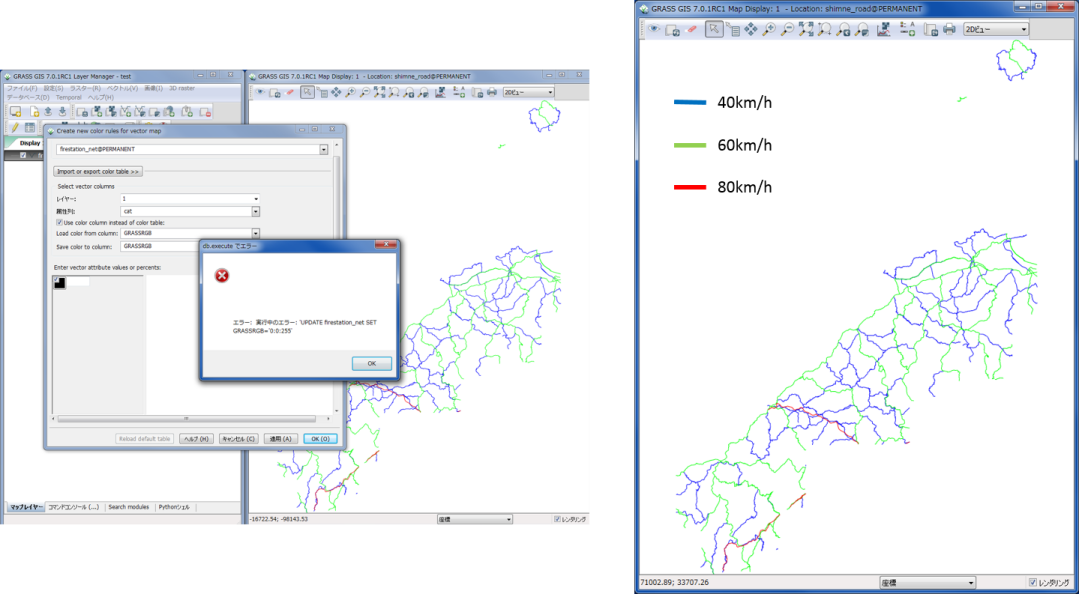 GRASS GIS 7.0.1RC1 Layer Manager - test
ファイル(F) 設定(S) ラスター(R) ベクトル(V) 画像(I) 3D raster
データベース(D) Temporal ヘルプ(H)
Display
Create new color rules for vector map
firestation_net@PERMANENT
Import or export color table >>
Select vector columns
レイヤー: 1
属性列: cat
Use color column instead of color table:
Load color from column: GRASSRGB
Save color to column: GRASSRGB
Enter vector attribute values or percents:
Reload default table ヘルプ (H) キャンセル (C) 適用 (A) OK (O)
db.execute でエラー
エラー: 実行中のエラー: 'UPDATE firestation_net SET
GRASSRGB='0:0:255'
OK
マップレイヤー コマンドコンソール (...) Search modules Pythonシェル
GRASS GIS 7.0.1RC1 Map Display: 1 - Location: shimne_road@PERMANENT
2Dビュー
-16722.54; -98143.53 座標 レンダリング
GRASS GIS 7.0.1RC1 Map Display: 1 - Location: shimne_road@PERMANENT
2Dビュー
40km/h
60km/h
80km/h
71002.89; 33707.26 座標 レンダリング